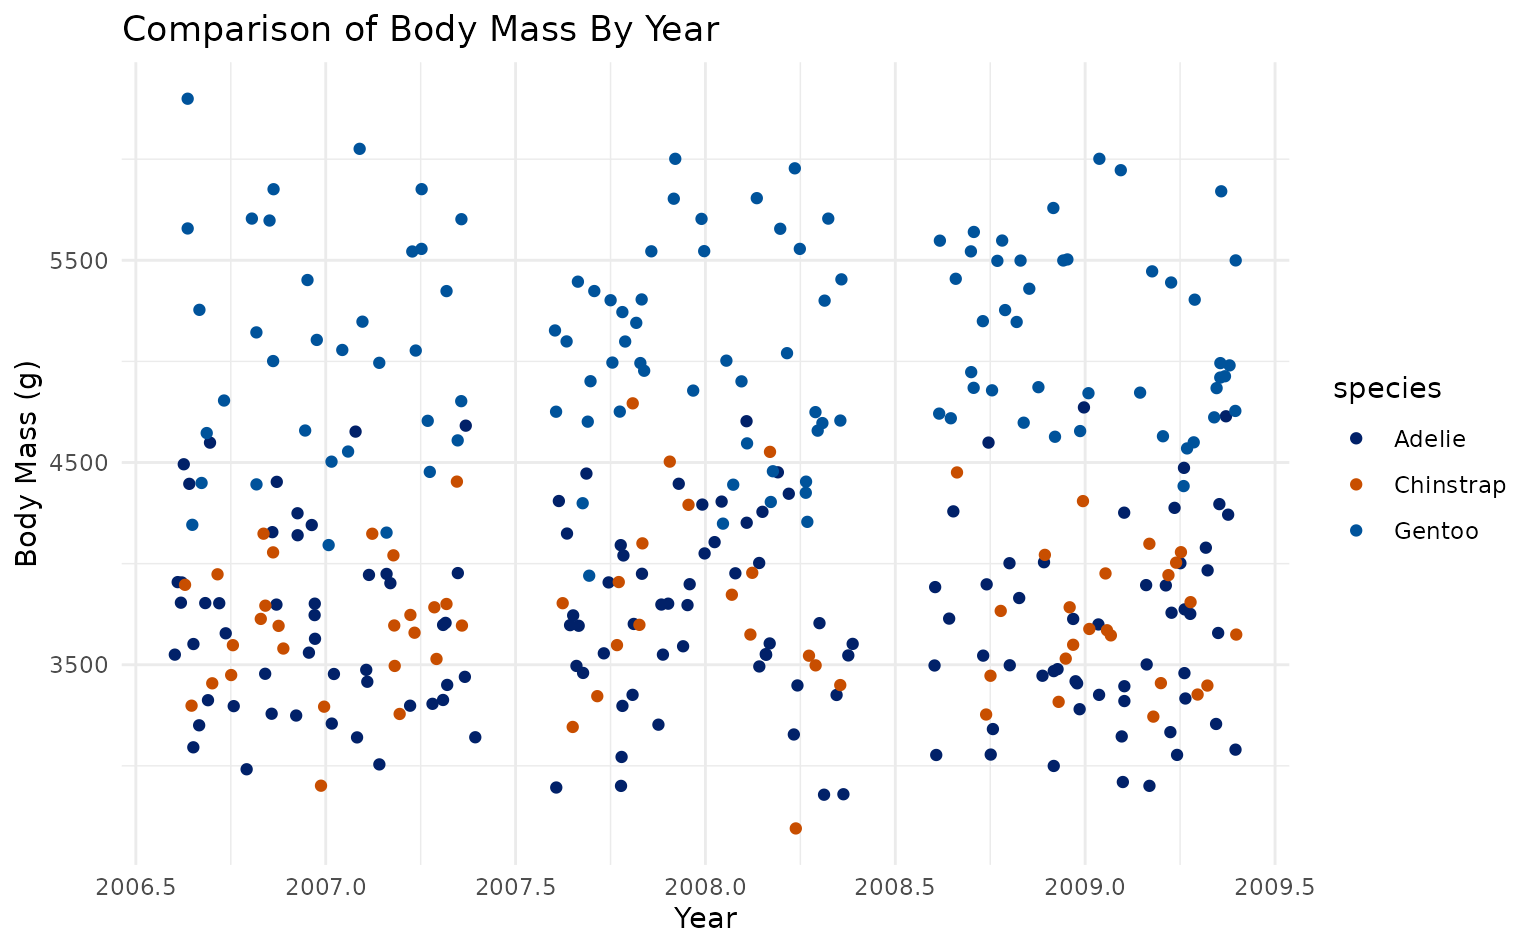 Comparison of Body Mass By Year
Body Mass (g)
5500
4500
3500
2006.5 2007.0 2007.5 2008.0 2008.5 2009.0 2009.5
Year
species
Adelie
Chinstrap
Gentoo